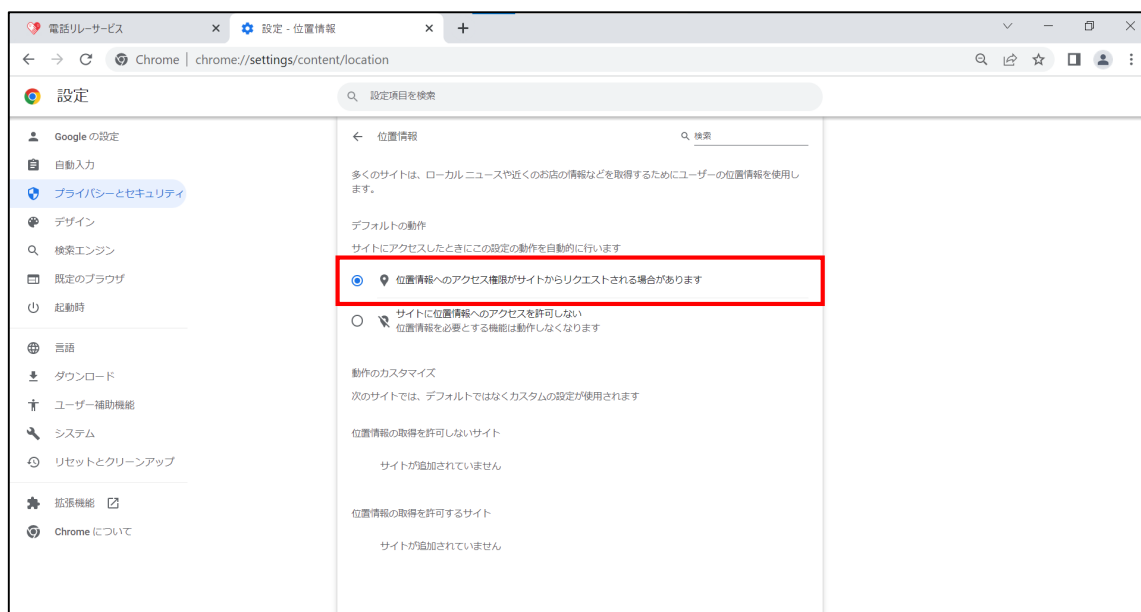 電話リレーサービス
設定 - 位置情報
Chrome | chrome://settings/content/location
設定
設定項目を検索
Google の設定
自動入力
プライバシーとセキュリティ
デザイン
検索エンジン
既定のブラウザ
起動時
言語
ダウンロード
ユーザー補助機能
システム
リセットとクリーンアップ
拡張機能
Chrome について
位置情報
検索
多くのサイトは、ローカル ニュースや近くのお店の情報などを取得するためにユーザーの位置情報を使用し
ます。
デフォルトの動作
サイトにアクセスしたときにこの設定の動作を自動的に行います
位置情報へのアクセス権限がサイトからリクエストされる場合があります
サイトに位置情報へのアクセスを許可しない
位置情報を必要とする機能は動作しなくなります
動作のカスタマイズ
次のサイトでは、デフォルトではなくカスタムの設定が使用されます
位置情報の取得を許可しないサイト
サイトが追加されていません
位置情報の取得を許可するサイト
サイトが追加されていません